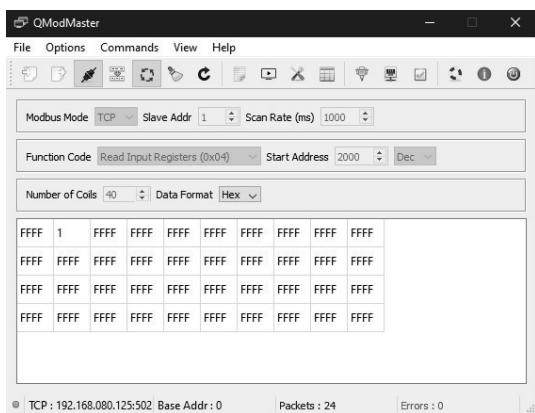 QModMaster
File Options Commands View Help
Modbus Mode TCP Slave Addr 1 Scan Rate (ms) 1000
Function Code Read Input Registers (0x04) Start Address 2000 Dec
Number of Coils 40 Data Format Hex
FFFF 1 FFFF FFFF FFFF FFFF FFFF FFFF FFFF FFFF
FFFF FFFF FFFF FFFF FFFF FFFF FFFF FFFF FFFF FFFF
FFFF FFFF FFFF FFFF FFFF FFFF FFFF FFFF FFFF FFFF
FFFF FFFF FFFF FFFF FFFF FFFF FFFF FFFF FFFF FFFF
TCP : 192.168.080.125:502 Base Addr : 0 Packets : 24 Errors : 0